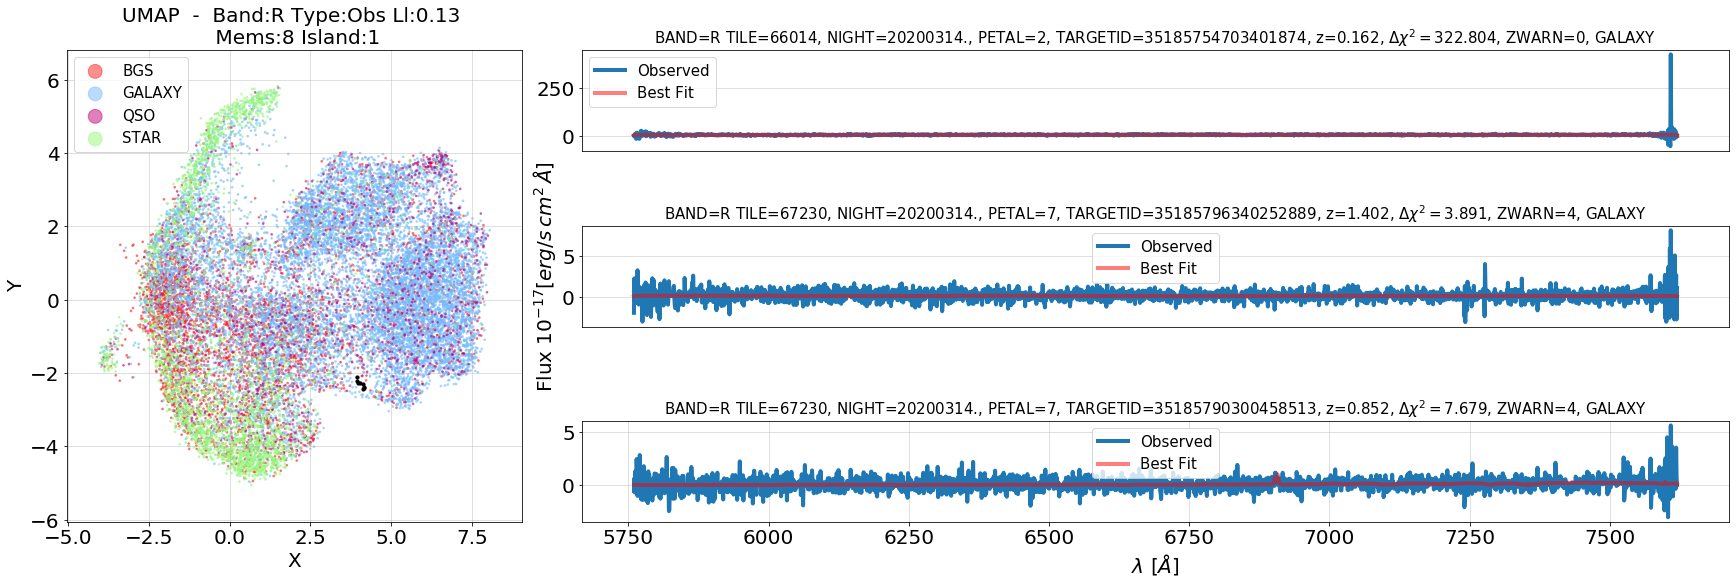 UMAP - Band:R Type:Obs Ll:0.13
Mems:8 Island:1
BGS
GALAXY
QSO
STAR
6
4
2
0
−2
−4
−6
Y
−5.0 −2.5 0.0 2.5 5.0 7.5
X
BAND=R TILE=66014, NIGHT=20200314., PETAL=2, TARGETID=35185754703401874, z=0.162, Δχ² = 322.804, ZWARN=0, GALAXY
Observed
Best Fit
250
0
BAND=R TILE=67230, NIGHT=20200314., PETAL=7, TARGETID=35185796340252889, z=1.402, Δχ² = 3.891, ZWARN=4, GALAXY
Observed
Best Fit
5
0
Flux 10⁻¹⁷[erg/s cm² Å]
BAND=R TILE=67230, NIGHT=20200314., PETAL=7, TARGETID=35185790300458513, z=0.852, Δχ² = 7.679, ZWARN=4, GALAXY
Observed
Best Fit
5
0
5750 6000 6250 6500 6750 7000 7250 7500
λ [Å]